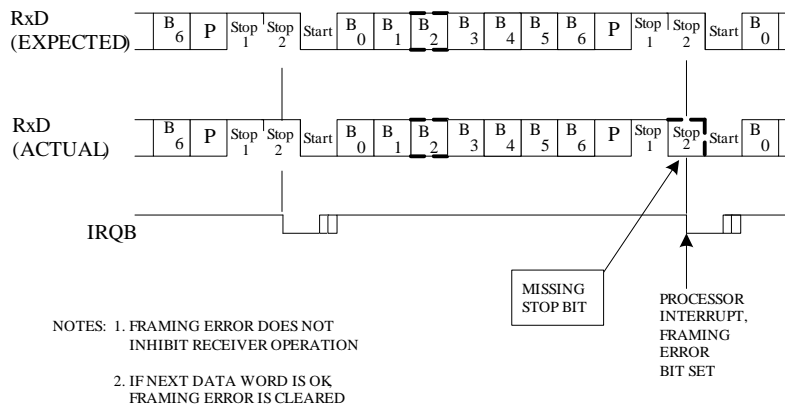 RxD
(EXPECTED)
B
6
P
Stop
1
Stop
2
Start
B
0
B
1
B
2
B
3
B
4
B
5
B
6
P
Stop
1
Stop
2
Start
B
0
RxD
(ACTUAL)
B
6
P
Stop
1
Stop
2
Start
B
0
B
1
B
2
B
3
B
4
B
5
B
6
P
Stop
1
Stop
2
Start
B
0
IRQB
MISSING
STOP BIT
PROCESSOR
INTERRUPT,
FRAMING
ERROR
BIT SET
NOTES: 1. FRAMING ERROR DOES NOT
INHIBIT RECEIVER OPERATION
2. IF NEXT DATA WORD IS OK,
FRAMING ERROR IS CLEARED